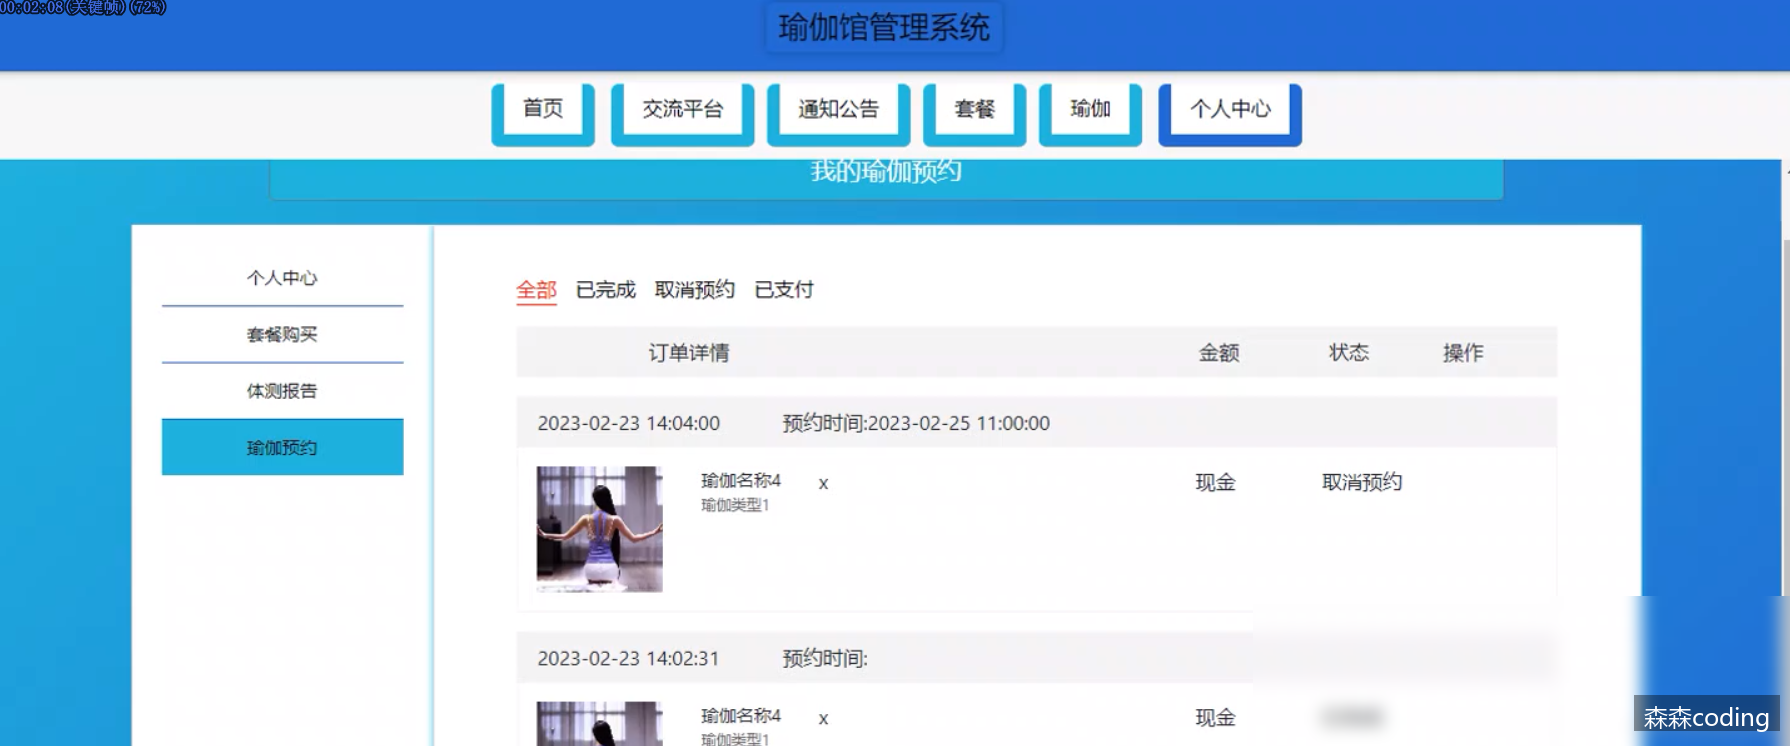 00:02:08(关键帧)(72%)
瑜伽馆管理系统
首页 交流平台 通知公告 套餐 瑜伽 个人中心
我的瑜伽预约
个人中心
套餐购买
体测报告
瑜伽预约
全部 已完成 取消预约 已支付
订单详情 金额 状态 操作
2023-02-23 14:04:00 预约时间:2023-02-25 11:00:00
瑜伽名称4 x 现金 取消预约
瑜伽类型1
2023-02-23 14:02:31 预约时间:
瑜伽名称4 x 现金
瑜伽类型1
森森coding